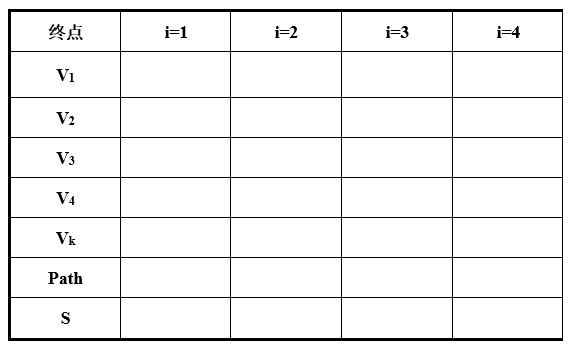 终点 i=1 i=2 i=3 i=4
V1
V2
V3
V4
Vk
Path
S